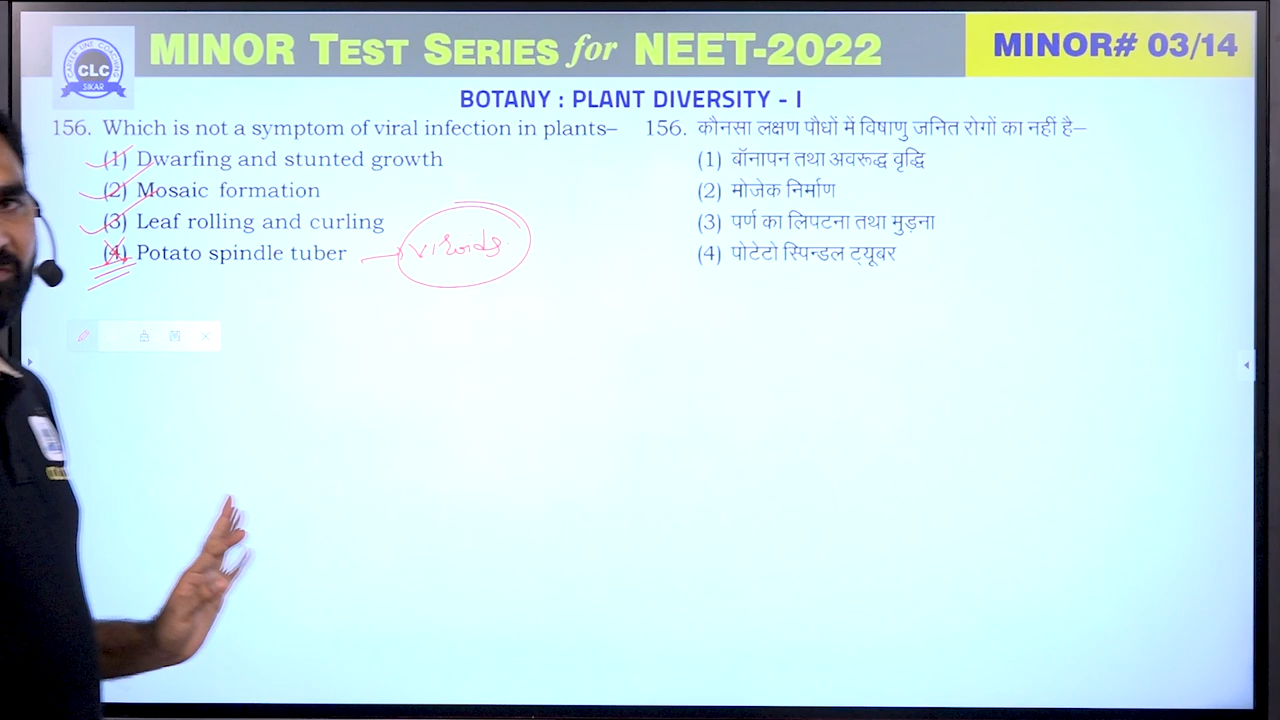 CAREER LINE COACHING
CLC
SIKAR
MINOR TEST SERIES for NEET-2022
MINOR# 03/14
BOTANY : PLANT DIVERSITY - I
156. Which is not a symptom of viral infection in plants–
(1) Dwarfing and stunted growth
(2) Mosaic formation
(3) Leaf rolling and curling
(4) Potato spindle tuber → viroids
156. कौनसा लक्षण पौधों में विषाणु जनित रोगों का नहीं है–
(1) बॉनापन तथा अवरूद्ध वृद्धि
(2) मोजेक निर्माण
(3) पर्ण का लिपटना तथा मुड़ना
(4) पोटेटो स्पिन्डल ट्यूबर